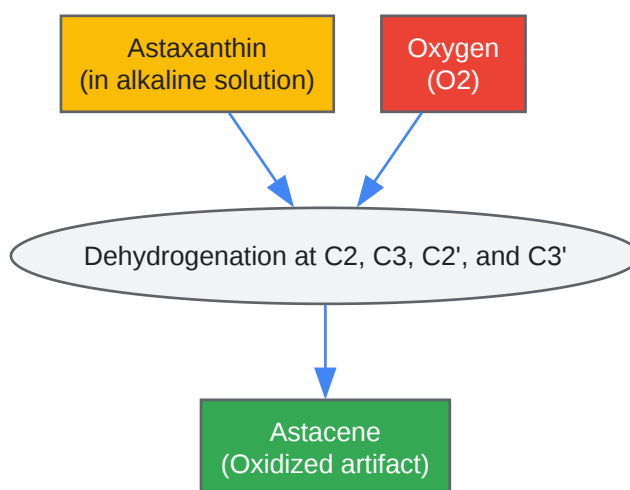 Astaxanthin
(in alkaline solution)
Oxygen
(O2)
Dehydrogenation at C2, C3, C2', and C3'
Astacene
(Oxidized artifact)